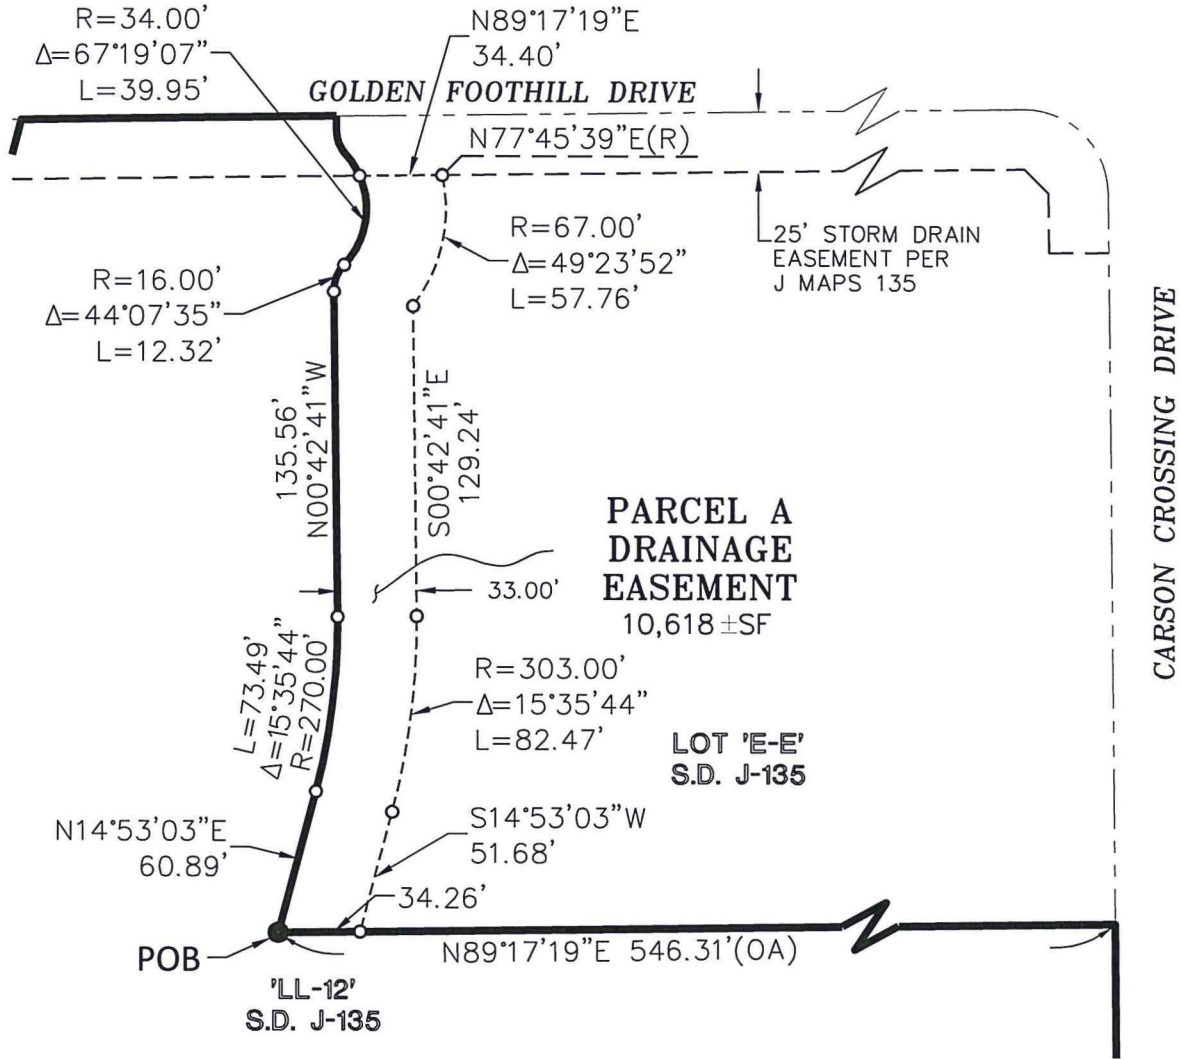 R=34.00'
Δ=67°19'07"
L=39.95'
N89°17'19"E
34.40'
GOLDEN FOOTHILL DRIVE
N77°45'39"E(R)
R=67.00'
Δ=49°23'52"
L=57.76'
25' STORM DRAIN
EASEMENT PER
J MAPS 135
R=16.00'
Δ=44°07'35"
L=12.32'
135.56'
N00°42'41"W
S00°42'41"E
129.24'
CARSON CROSSING DRIVE
PARCEL A
DRAINAGE
EASEMENT
10,618 ±SF
33.00'
L=73.49'
Δ=15°35'44"
R=270.00'
R=303.00'
Δ=15°35'44"
L=82.47'
LOT 'E-E'
S.D. J-135
N14°53'03"E
60.89'
S14°53'03"W
51.68'
34.26'
POB
N89°17'19"E 546.31'(OA)
'LL-12'
S.D. J-135